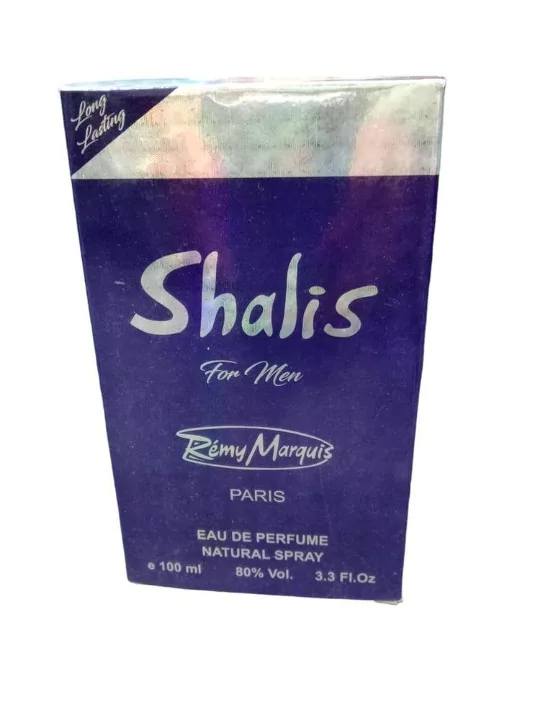 Long
Lasting
Shalis
For Men
Rémy Marquis
PARIS
EAU DE PERFUME
NATURAL SPRAY
e 100 ml 80% Vol. 3.3 Fl.Oz